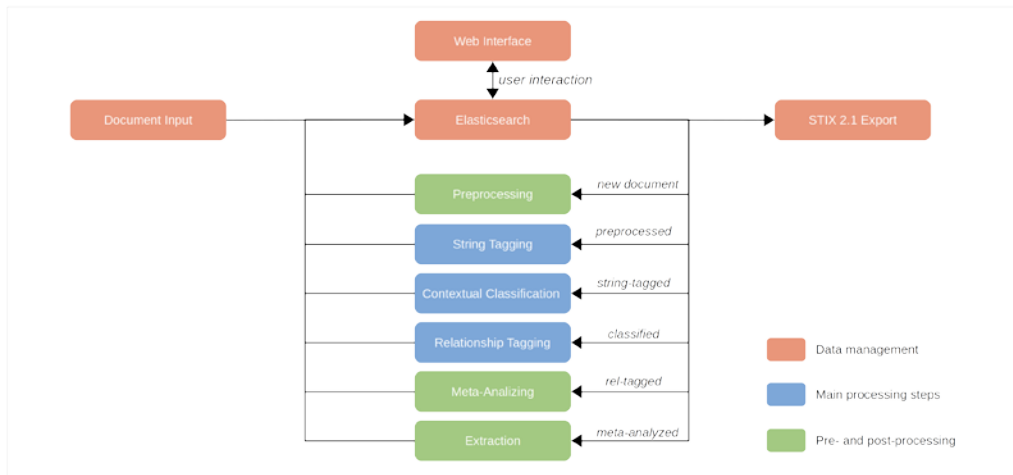 Web Interface
user interaction
Document Input
Elasticsearch
STIX 2.1 Export
Preprocessing
new document
String Tagging
preprocessed
Contextual Classification
string-tagged
Relationship Tagging
classified
Meta-Analizing
rel-tagged
Extraction
meta-analyzed
Data management
Main processing steps
Pre- and post-processing